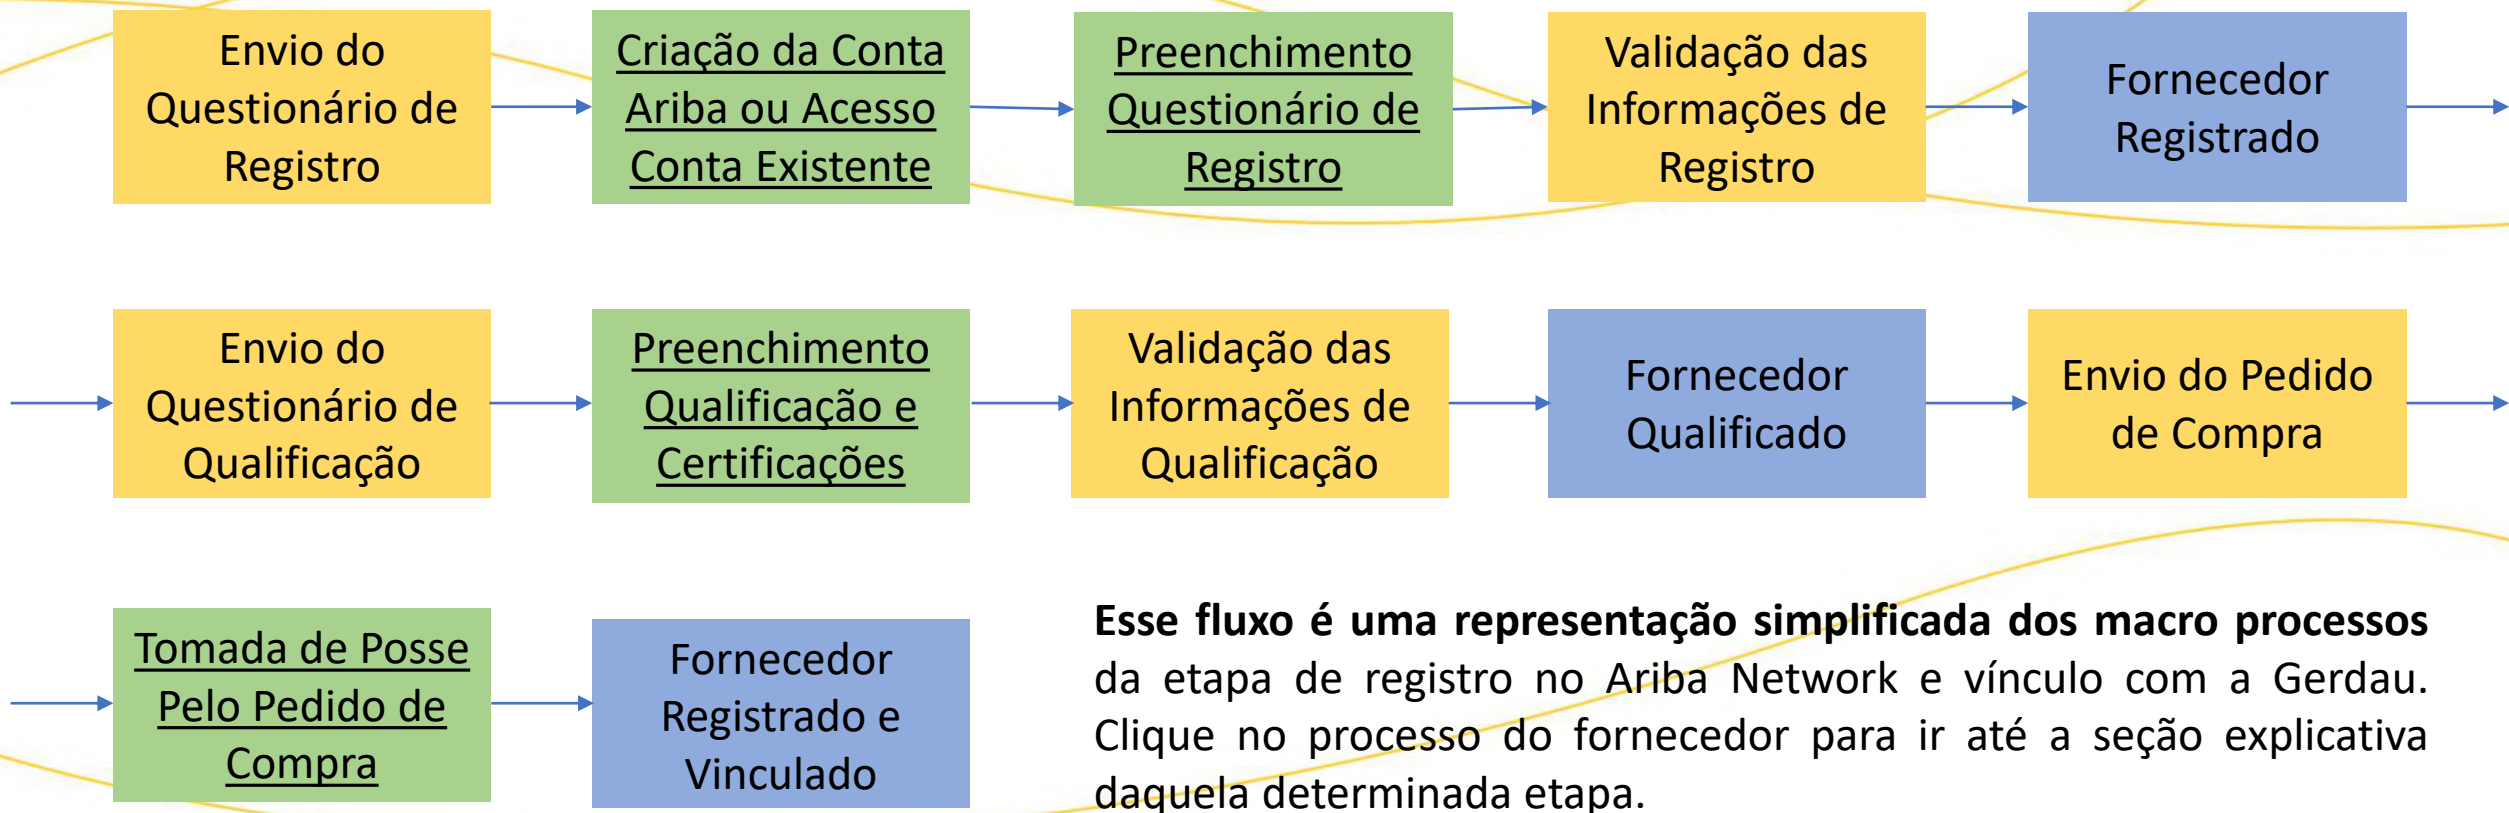 Envio do
Questionário de
Registro
Criação da Conta
Ariba ou Acesso
Conta Existente
Preenchimento
Questionário de
Registro
Validação das
Informações de
Registro
Fornecedor
Registrado
Envio do
Questionário de
Qualificação
Preenchimento
Qualificação e
Certificações
Validação das
Informações de
Qualificação
Fornecedor
Qualificado
Envio do Pedido
de Compra
Tomada de Posse
Pelo Pedido de
Compra
Fornecedor
Registrado e
Vinculado
Esse fluxo é uma representação simplificada dos macro processos
da etapa de registro no Ariba Network e vínculo com a Gerdau.
Clique no processo do fornecedor para ir até a seção explicativa
daquela determinada etapa.